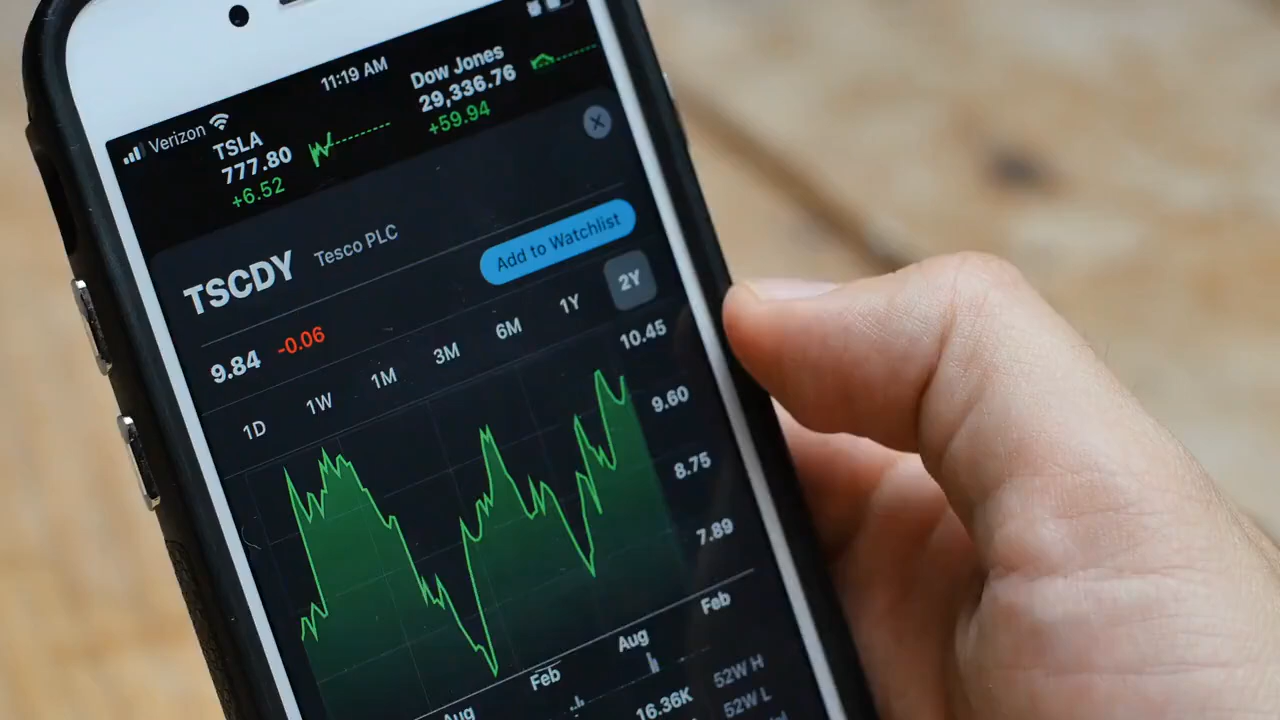 11:19 AM
Verizon
TSLA
777.80
+6.52
Dow Jones
29,336.76
+59.94
TSCDY Tesco PLC
Add to Watchlist
9.84 -0.06
1D 1W 1M 3M 6M 1Y 2Y
10.45
9.60
8.75
7.89
Aug Feb Aug Feb
16.36K
52W H
52W L